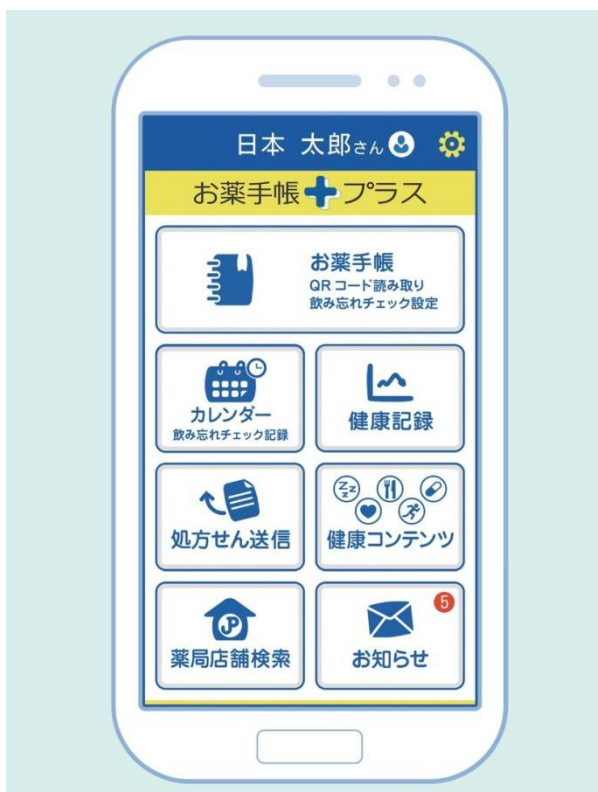 日本 太郎さん
お薬手帳プラス
お薬手帳
QRコード読み取り
飲み忘れチェック設定
カレンダー
飲み忘れチェック記録
健康記録
処方せん送信
Zzz
健康コンテンツ
JP
薬局店舗検索
5
お知らせ